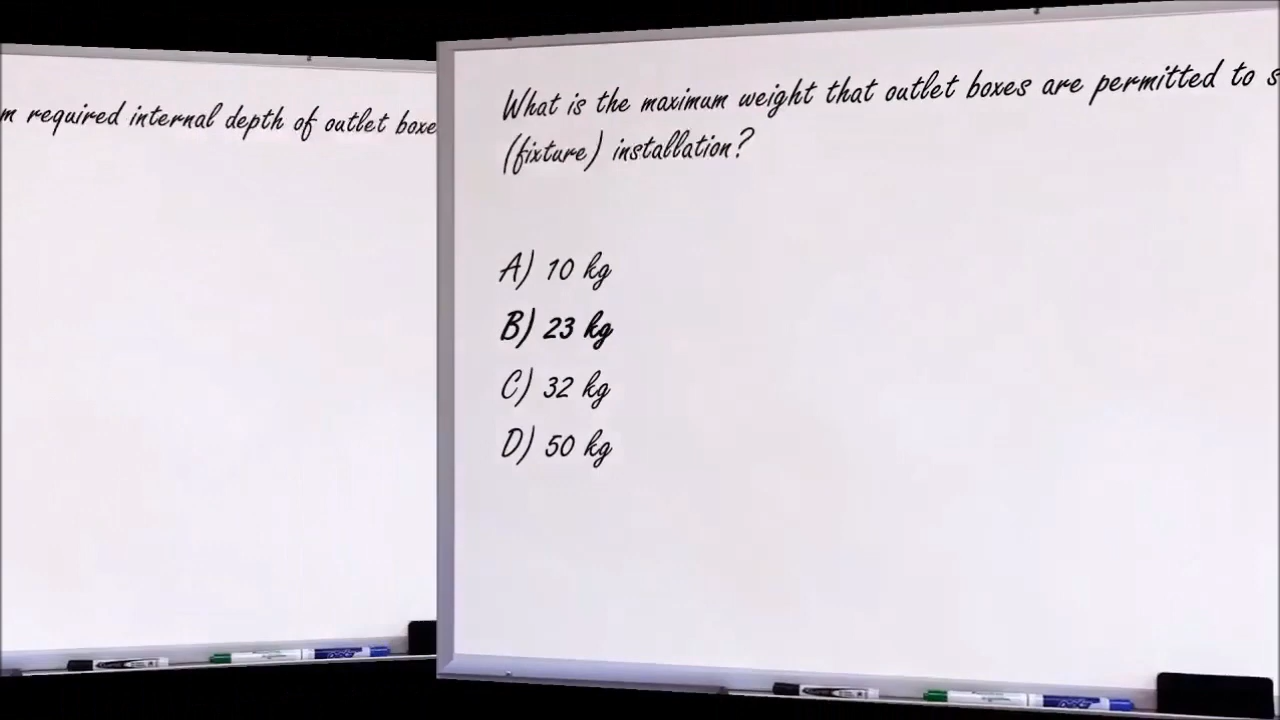 required internal depth of outlet
What is the maximum weight that outlet boxes are permitted to
(fixture) installation?
A) 10 kg
B) 23 kg
C) 32 kg
D) 50 kg